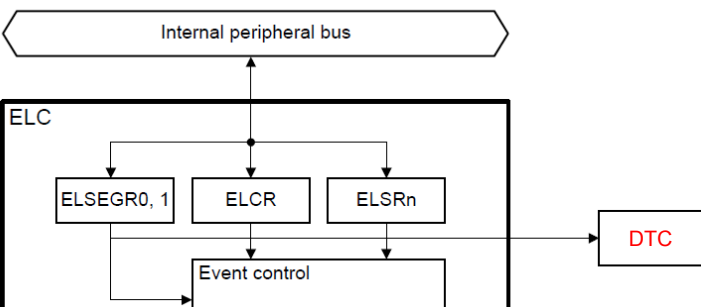 Internal peripheral bus
ELC
ELSEGR0, 1
ELCR
ELSRn
DTC
Event control